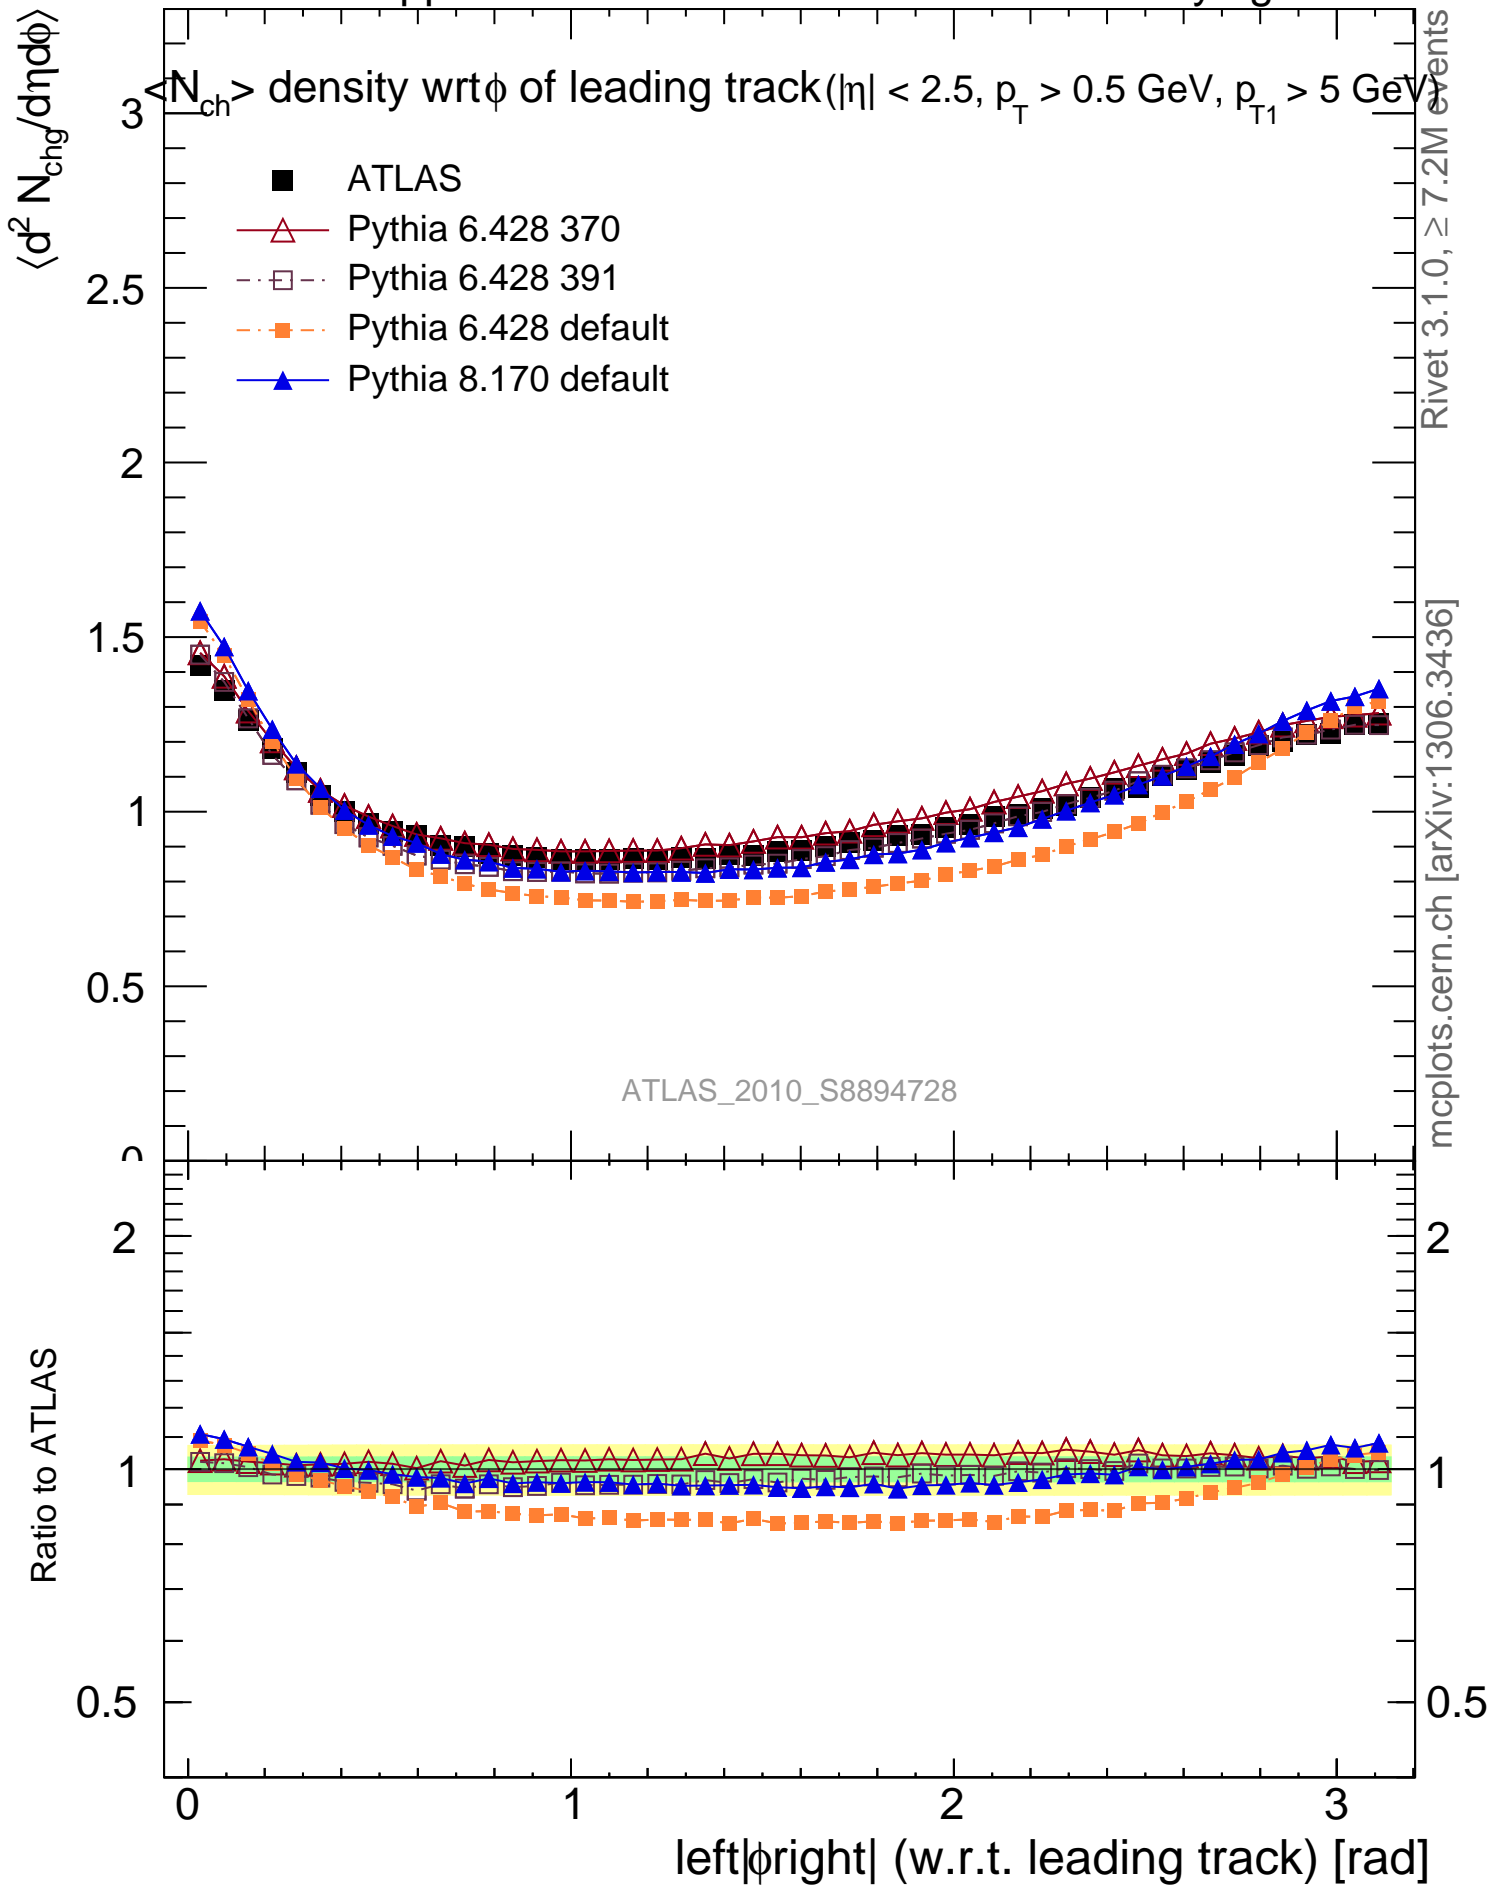 <N_ch> density wrt ϕ of leading track (|η| < 2.5, p_T > 0.5 GeV, p_T1 > 5 GeV)
⟨d² N_chg/dηdϕ⟩
ATLAS
Pythia 6.428 370
Pythia 6.428 391
Pythia 6.428 default
Pythia 8.170 default
3
2.5
2
1.5
1
0.5
0
ATLAS_2010_S8894728
Rivet 3.1.0, ≥ 7.2M events
mcplots.cern.ch [arXiv:1306.3436]
Ratio to ATLAS
2
1
0.5
2
1
0.5
0 1 2 3
left|ϕright| (w.r.t. leading track) [rad]